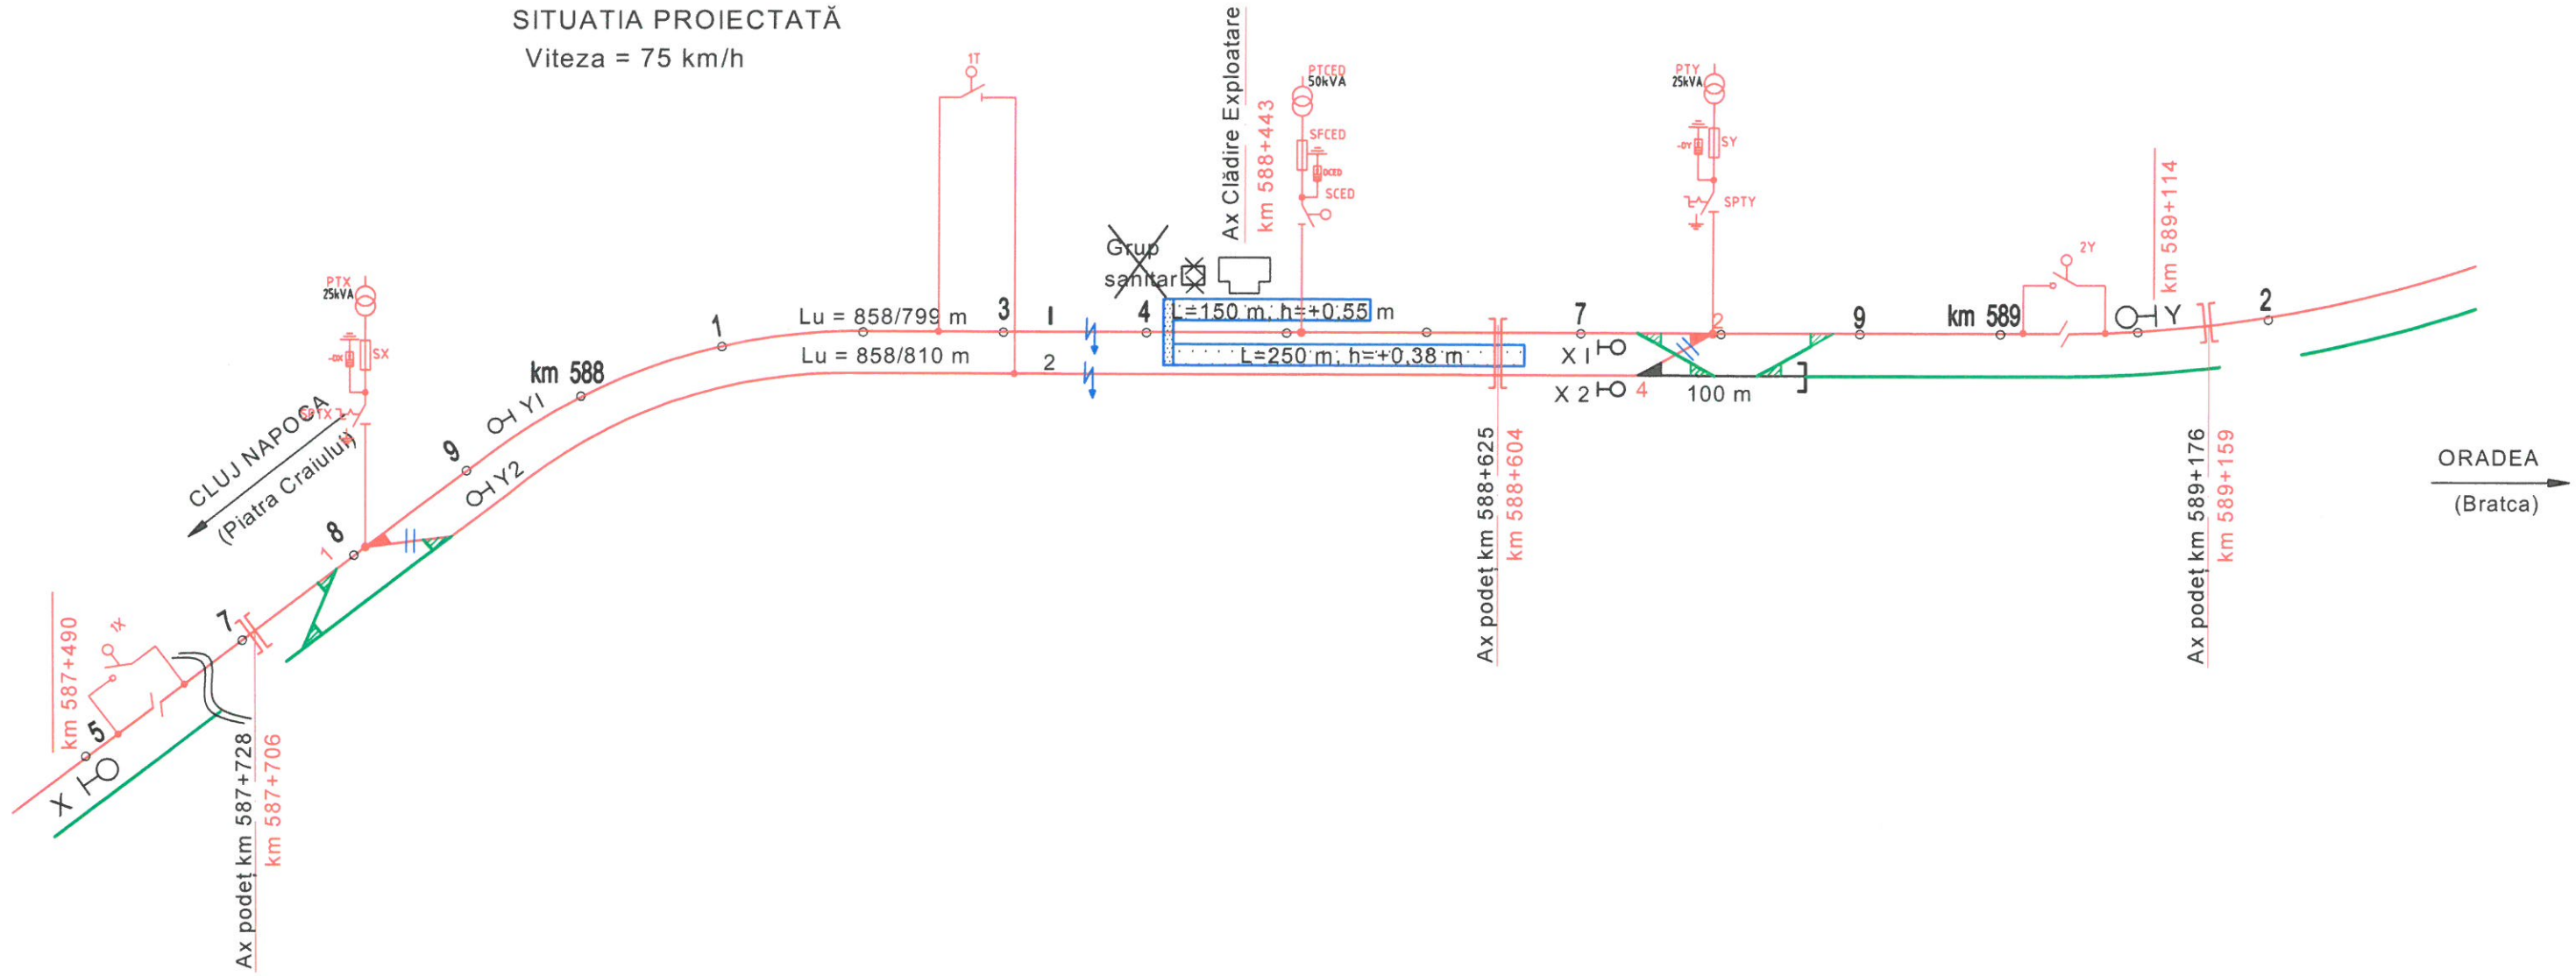 SITUATIA PROIECTATĂ
Viteza = 75 km/h
1T
Ax Clădire Exploatare
km 588+443
PTCED
50kVA
SFCED
DCED
SCED
PTY
25kVA
SY
-DY
SPTY
2Y
km 589+114
Grup
sanitar
PTX
25kVA
SX
-DX
SPTX
CLUJ NAPOCA
(Piatra Craiului)
km 588
1
Lu = 858/799 m
3
I
4
L=150 m, h=+0.55 m
7
2
9
km 589
Y
2
Lu = 858/810 m
2
L=250 m, h=+0.38 m
X I
X 2
4
100 m
Y I
Y2
9
8
1
7
1X
5
X
km 587+490
Ax podeț km 587+728
km 587+706
Ax podeț km 588+625
km 588+604
Ax podeț km 589+176
km 589+159
ORADEA
(Bratca)